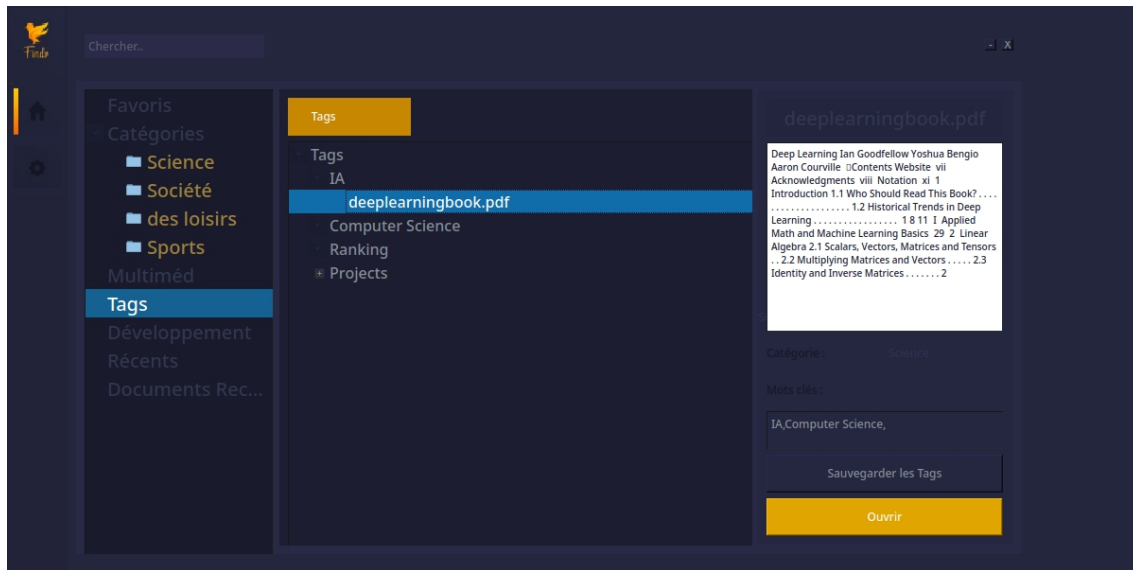 Findr
Chercher..
- X
Favoris
Catégories
Science
Société
des loisirs
Sports
Multiméd
Tags
Développement
Récents
Documents Rec...
Tags
Tags
IA
deeplearningbook.pdf
Computer Science
Ranking
Projects
deeplearningbook.pdf
Deep Learning Ian Goodfellow Yoshua Bengio
Aaron Courville ▯Contents Website vii
Acknowledgments viii Notation xi 1
Introduction 1.1 Who Should Read This Book? . . . .
. . . . . . . . . . . . . . . . . 1.2 Historical Trends in Deep
Learning . . . . . . . . . . . . . . . . . 1 8 11 I Applied
Math and Machine Learning Basics 29 2 Linear
Algebra 2.1 Scalars, Vectors, Matrices and Tensors
. . 2.2 Multiplying Matrices and Vectors . . . . . 2.3
Identity and Inverse Matrices . . . . . . . 2
Catégorie : Science
Mots clés :
IA,Computer Science,
Sauvegarder les Tags
Ouvrir